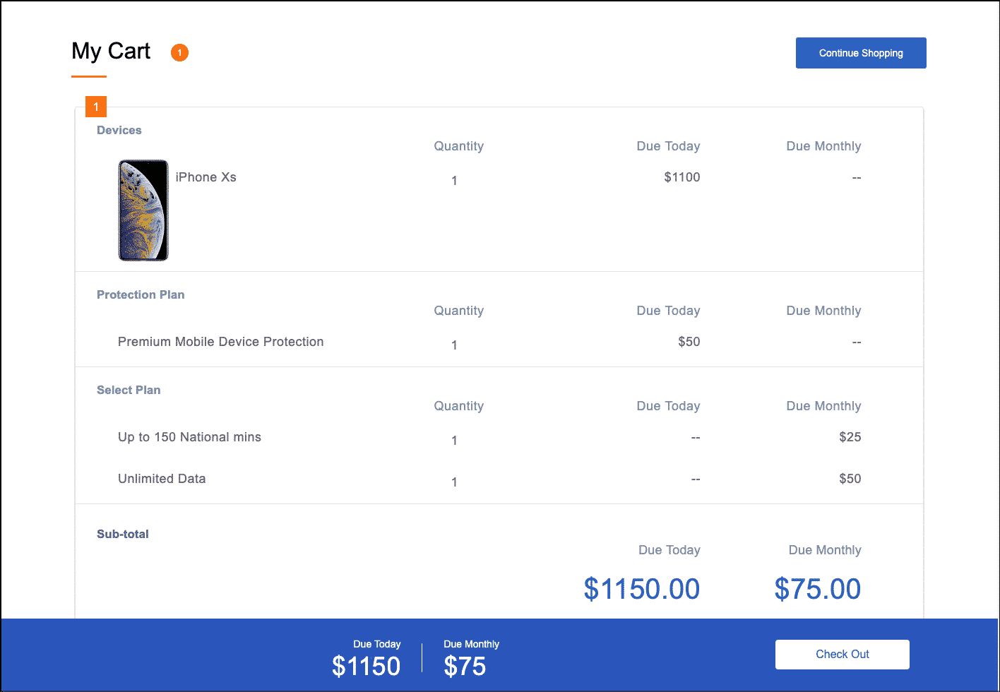 My Cart 1 Continue Shopping
1
Devices
Quantity Due Today Due Monthly
iPhone Xs 1 $1100 --
Protection Plan
Quantity Due Today Due Monthly
Premium Mobile Device Protection 1 $50 --
Select Plan
Quantity Due Today Due Monthly
Up to 150 National mins 1 -- $25
Unlimited Data 1 -- $50
Sub-total
Due Today Due Monthly
$1150.00 $75.00
Due Today Due Monthly
$1150 $75 Check Out